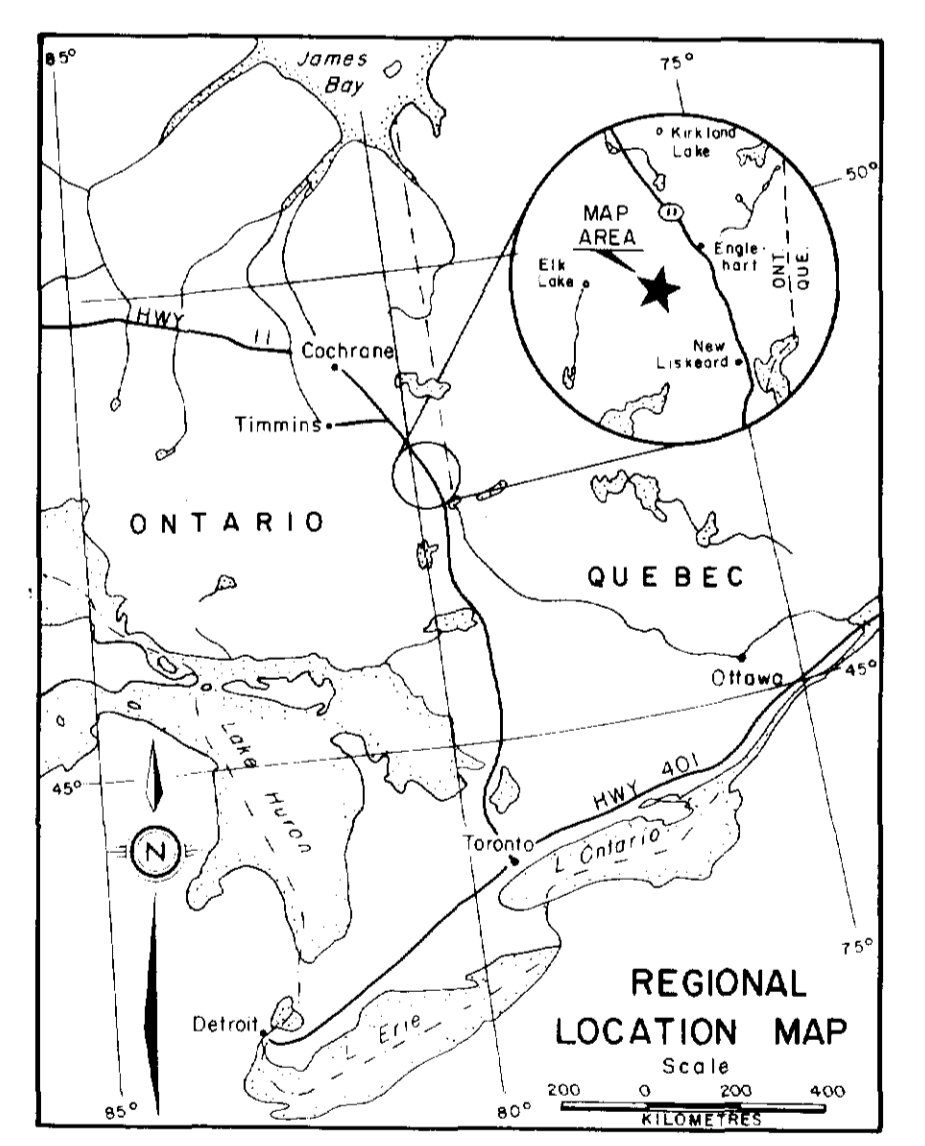 85°
James
Bay
75°
Kirkland
Lake
50°
MAP
AREA
11
Engle-
hart
ONT.
QUE.
Elk
Lake
New
Liskeard
HWY
11
Cochrane
Timmins
ONTARIO
QUEBEC
Ottawa
45°
Lake
Huron
45°
HWY 401
N
Toronto
L Ontario
75°
REGIONAL
LOCATION MAP
Detroit
L Erie
Scale
200 0 200 400
KILOMETRES
85°
80°